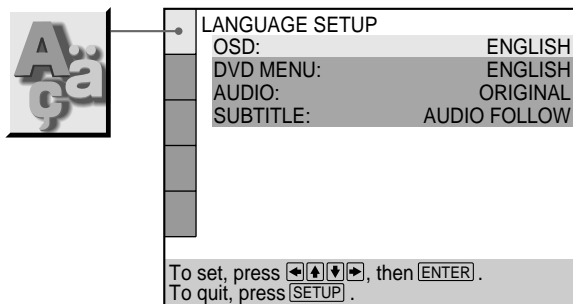 Aäç
LANGUAGE SETUP
OSD: ENGLISH
DVD MENU: ENGLISH
AUDIO: ORIGINAL
SUBTITLE: AUDIO FOLLOW
To set, press ←↑↓→, then ENTER.
To quit, press SETUP.